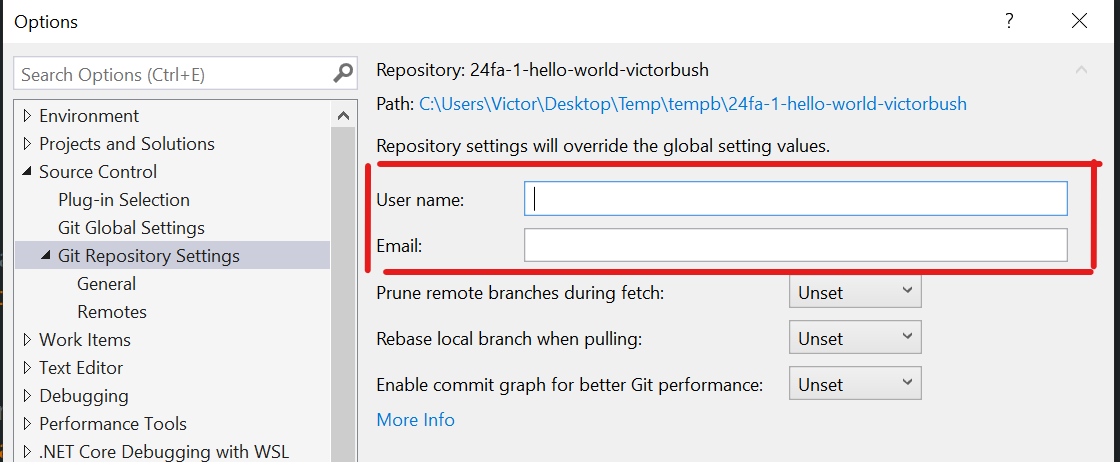 Options
?
Search Options (Ctrl+E)
Environment
Projects and Solutions
Source Control
Plug-in Selection
Git Global Settings
Git Repository Settings
General
Remotes
Work Items
Text Editor
Debugging
Performance Tools
.NET Core Debugging with WSL
Repository: 24fa-1-hello-world-victorbush
Path: C:\Users\Victor\Desktop\Temp\tempb\24fa-1-hello-world-victorbush
Repository settings will override the global setting values.
User name:
Email:
Prune remote branches during fetch: Unset
Rebase local branch when pulling: Unset
Enable commit graph for better Git performance: Unset
More Info